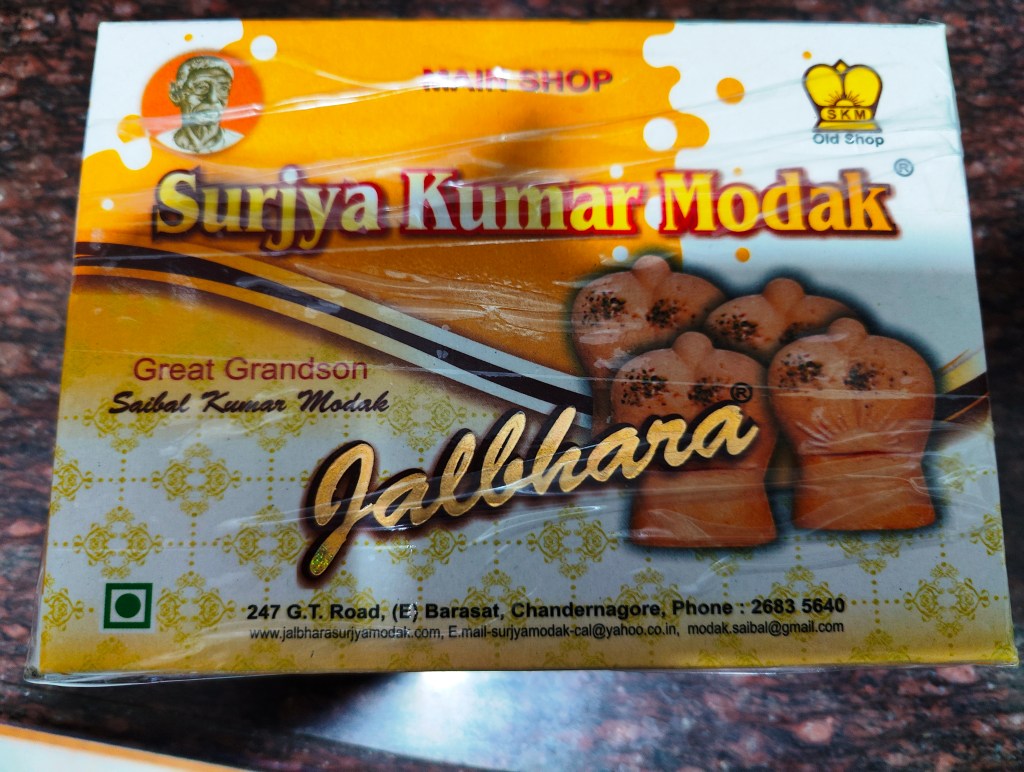 MAIN SHOP
SKM
Old Shop
Surjya Kumar Modak ®
Great Grandson
Saibal Kumar Modak
Jalbhara ®
247 G.T. Road, (E) Barasat, Chandernagore, Phone : 2683 5640
www.jalbharasurjyamodak.com, E.mail-surjyamodak-cal@yahoo.co.in, modak.saibal@gmail.com